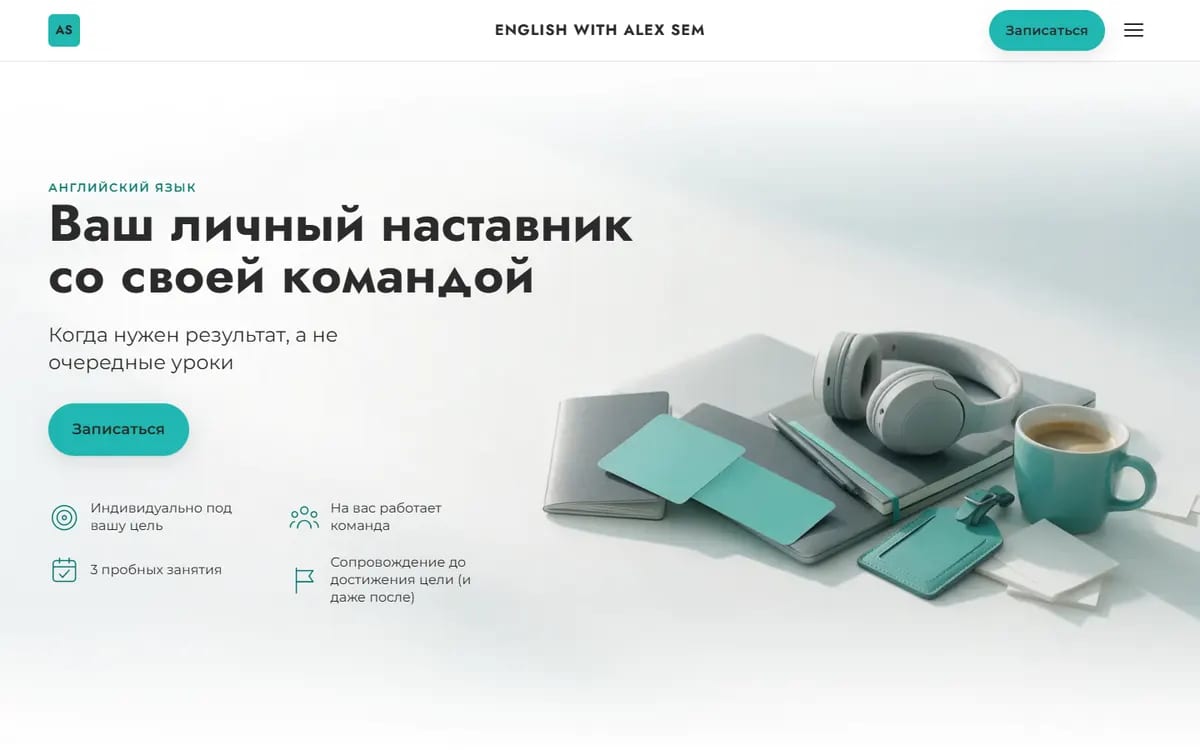 AS
ENGLISH WITH ALEX SEM
Записаться
АНГЛИЙСКИЙ ЯЗЫК
Ваш личный наставник
со своей командой
Когда нужен результат, а не
очередные уроки
Записаться
Индивидуально под
вашу цель
На вас работает
команда
3 пробных занятия
Сопровождение до
достижения цели (и
даже после)